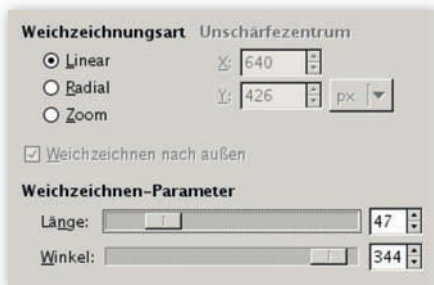 Weichzeichnungsart Unschärfezentrum
Linear X: 640
Radial Y: 426 px
Zoom
Weichzeichnen nach außen
Weichzeichnen-Parameter
Länge: 47
Winkel: 344